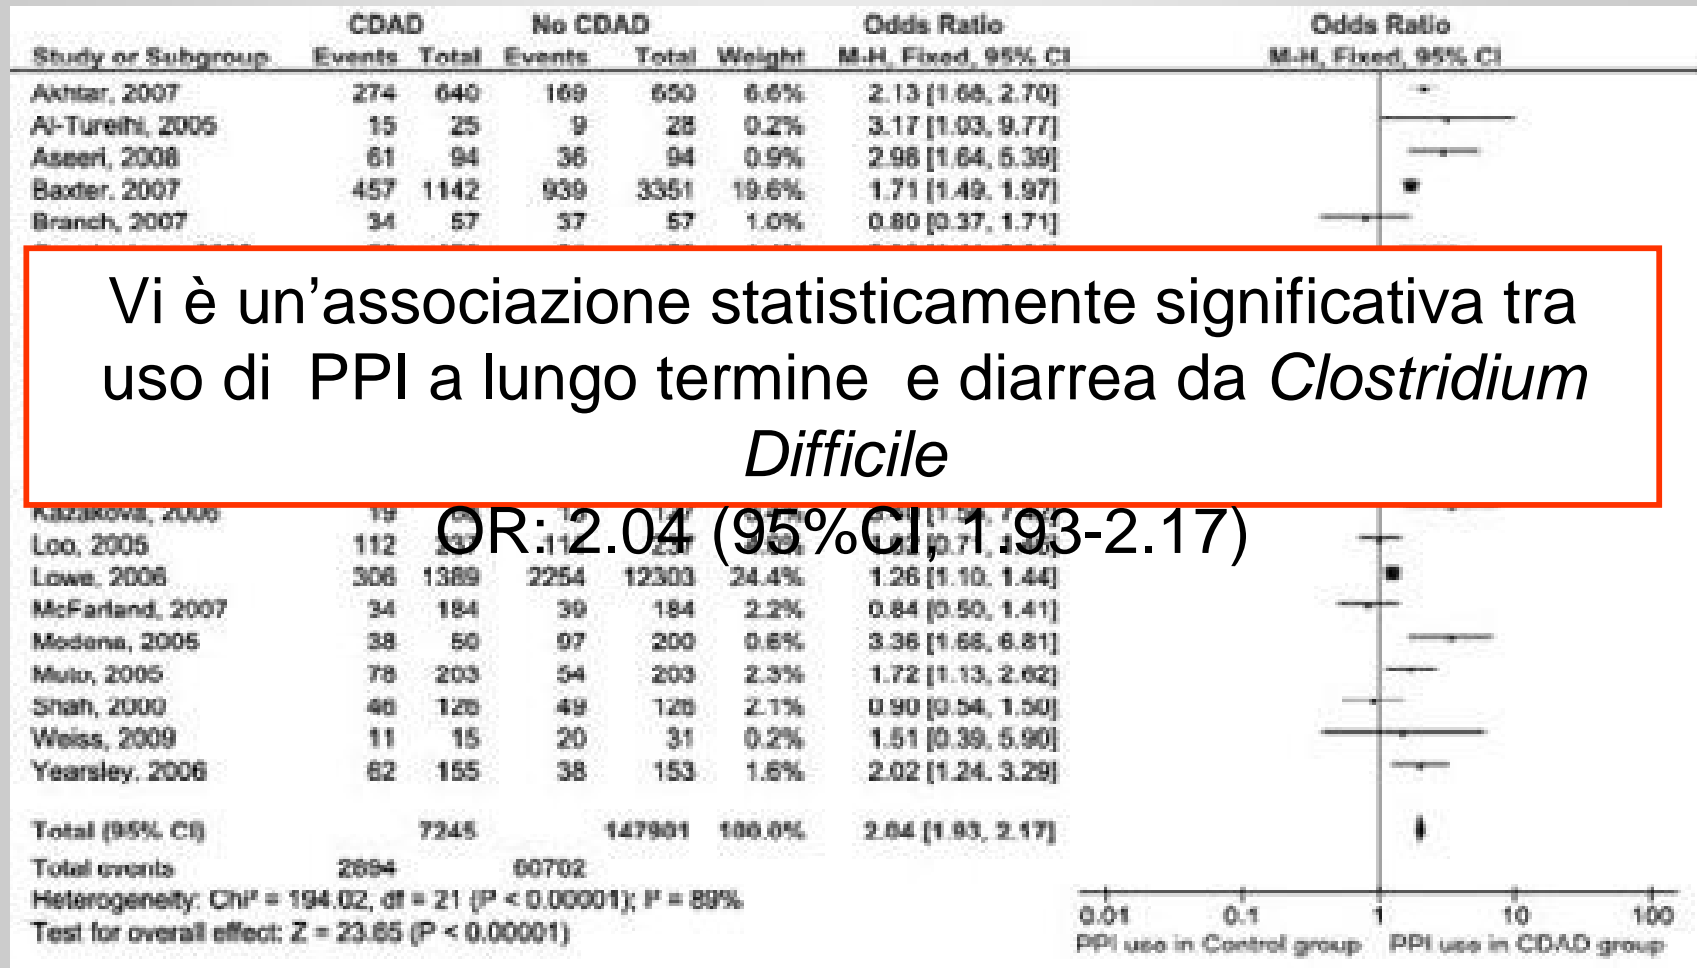 CDAD No CDAD Odds Ratio Odds Ratio
Study or Subgroup Events Total Events Total Weight M-H, Fixed, 95% CI M-H, Fixed, 95% CI
Akhtar, 2007 274 640 169 650 6.6% 2.13 [1.68, 2.70]
Al-Tureihi, 2005 15 25 9 28 0.2% 3.17 [1.03, 9.77]
Aseeri, 2008 61 94 36 94 0.9% 2.98 [1.64, 5.39]
Baxter, 2007 457 1142 939 3351 19.6% 1.71 [1.49, 1.97]
Branch, 2007 34 57 37 57 1.0% 0.80 [0.37, 1.71]
Vi è un’associazione statisticamente significativa tra
uso di PPI a lungo termine e diarrea da Clostridium
Difficile
OR: 2.04 (95%CI, 1.93-2.17)
Kazakova, 2006 19
Loo, 2005 112 237
Lowe, 2006 306 1389 2254 12303 24.4% 1.26 [1.10, 1.44]
McFarland, 2007 34 184 39 184 2.2% 0.84 [0.50, 1.41]
Modena, 2005 38 50 97 200 0.6% 3.36 [1.66, 6.81]
Muto, 2005 78 203 54 203 2.3% 1.72 [1.13, 2.62]
Shah, 2000 46 126 49 126 2.1% 0.90 [0.54, 1.50]
Weiss, 2009 11 15 20 31 0.2% 1.51 [0.39, 5.90]
Yearsley, 2006 62 155 38 153 1.6% 2.02 [1.24, 3.29]
Total (95% CI) 7245 147901 100.0% 2.04 [1.93, 2.17]
Total events 2894 60702
Heterogeneity: Chi² = 194.02, df = 21 (P < 0.00001); I² = 89%
Test for overall effect: Z = 23.65 (P < 0.00001)
0.01 0.1 1 10 100
PPI use in Control group PPI use in CDAD group